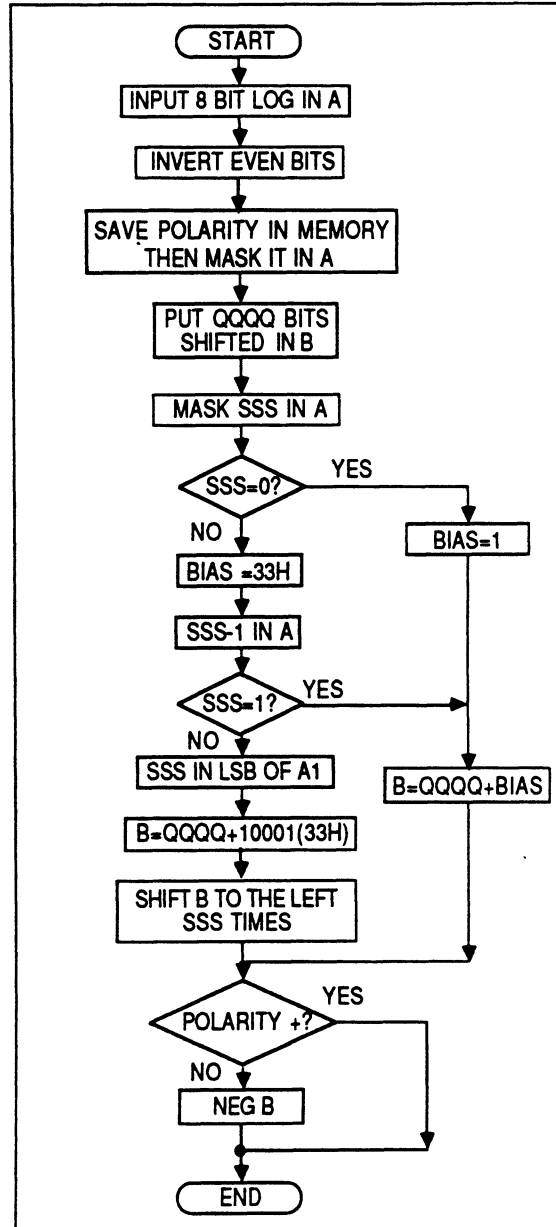 START
INPUT 8 BIT LOG IN A
INVERT EVEN BITS
SAVE POLARITY IN MEMORY
THEN MASK IT IN A
PUT QQQQ BITS
SHIFTED IN B
MASK SSS IN A
SSS=0?
YES
NO
BIAS=1
BIAS =33H
SSS-1 IN A
SSS=1?
YES
NO
SSS IN LSB OF A1
B=QQQQ+BIAS
B=QQQQ+10001(33H)
SHIFT B TO THE LEFT
SSS TIMES
POLARITY +?
YES
NO
NEG B
END